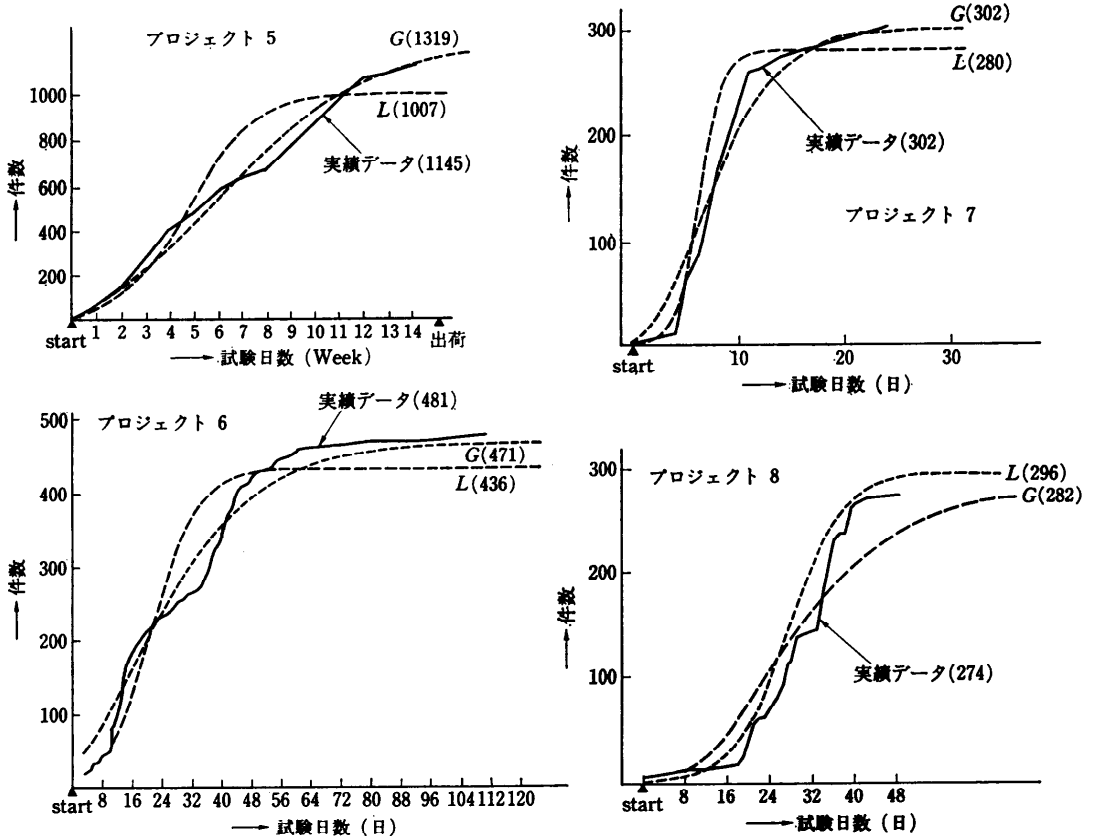 プロジェクト 5
G(1319)
L(1007)
実績データ(1145)
→件数
1000
800
600
400
200
start 1 2 3 4 5 6 7 8 9 10 11 12 13 14 出荷
→試験日数 (Week)
G(302)
L(280)
実績データ(302)
プロジェクト 7
→件数
300
200
100
start 10 20 30
→試験日数 (日)
プロジェクト 6
実績データ(481)
G(471)
L(436)
→件数
500
400
300
200
100
start 8 16 24 32 40 48 56 64 72 80 88 96 104 112 120
→試験日数 (日)
プロジェクト 8
L(296)
G(282)
実績データ(274)
→件数
300
200
100
start 8 16 24 32 40 48
→試験日数 (日)